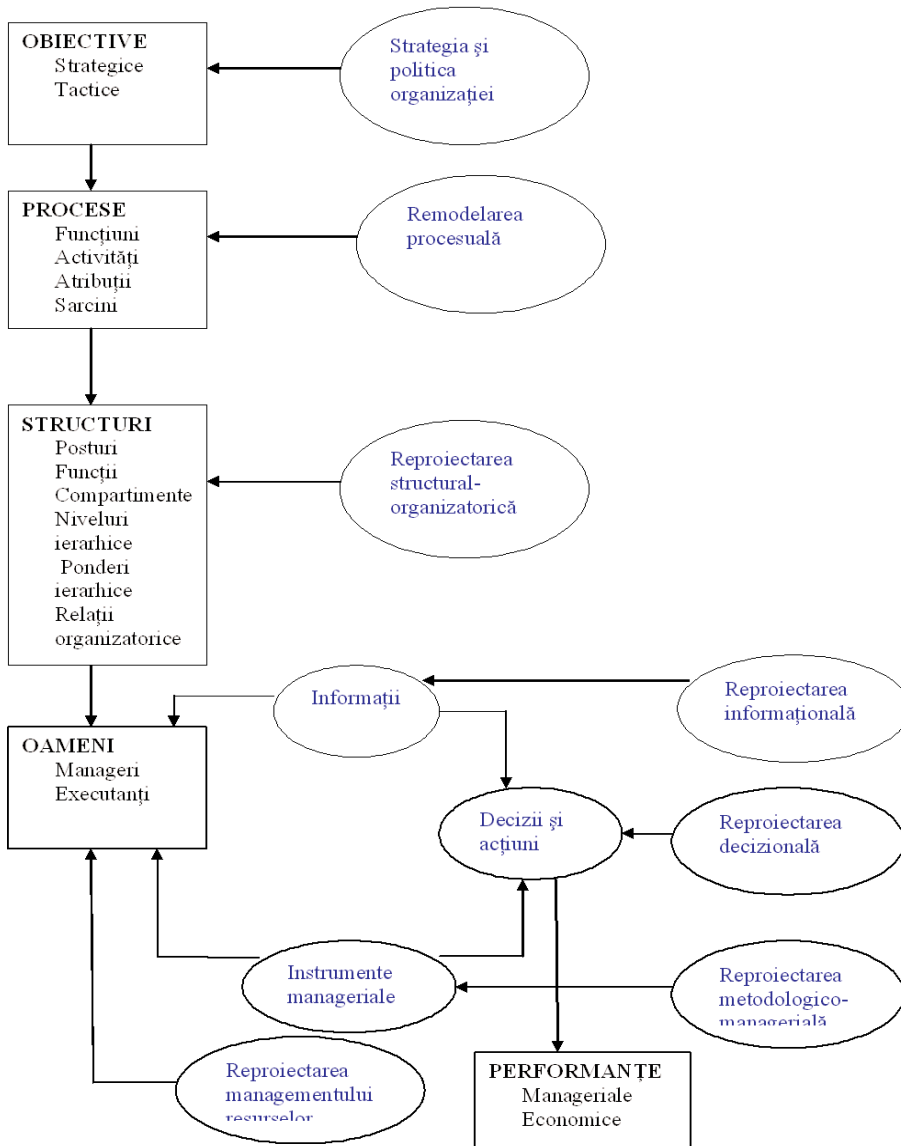 OBIECTIVE
Strategice
Tactice
Strategia şi
politica
organizaţiei
PROCESE
Funcţiuni
Activităţi
Atribuţii
Sarcini
Remodelarea
procesuală
STRUCTURI
Posturi
Funcţii
Compartimente
Niveluri
ierarhice
Ponderi
ierarhice
Relaţii
organizatorice
Reproiectarea
structural-
organizatorică
Informaţii
Reproiectarea
informaţională
OAMENI
Manageri
Executanţi
Decizii şi
acţiuni
Reproiectarea
decizională
Instrumente
manageriale
Reproiectarea
metodologico-
managerială
Reproiectarea
managementului
resurselor
PERFORMANŢE
Manageriale
Economice